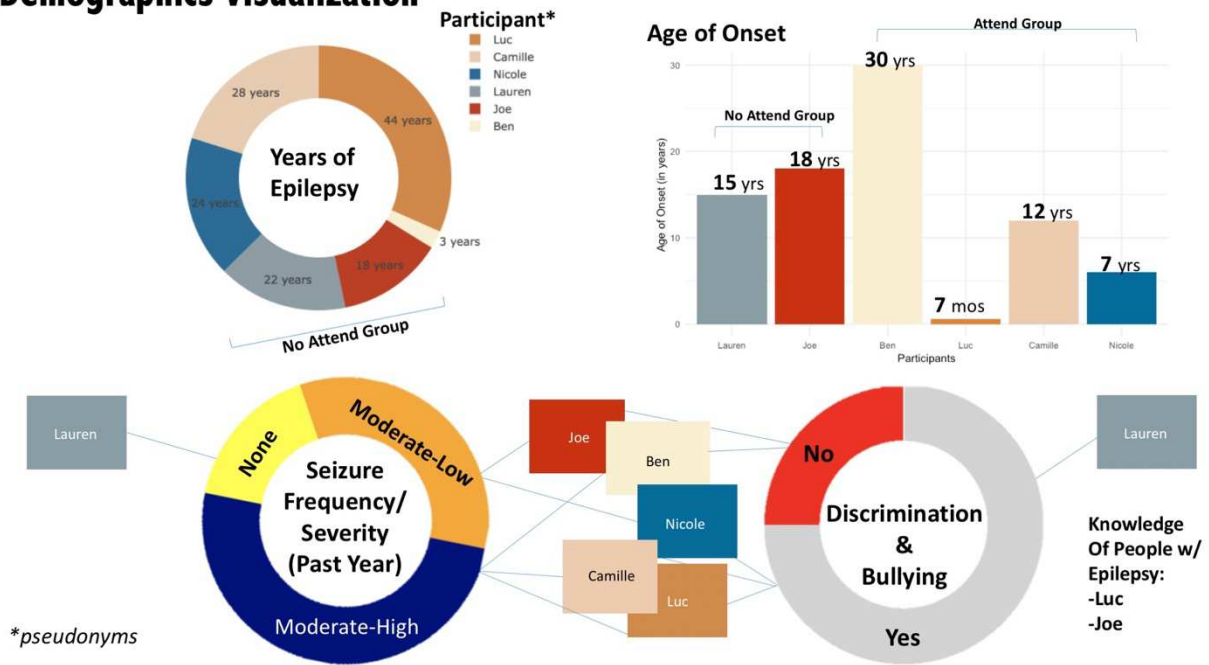 Demographics Visualization
Participant*
Luc
Camille
Nicole
Lauren
Joe
Ben
28 years
44 years
24 years
3 years
18 years
22 years
Years of
Epilepsy
No Attend Group
Age of Onset
Attend Group
No Attend Group
30 yrs
18 yrs
15 yrs
12 yrs
7 yrs
7 mos
Age of Onset (in years)
30
20
10
0
Lauren
Joe
Ben
Luc
Camille
Nicole
Participants
Lauren
None
Moderate-Low
Moderate-High
Seizure
Frequency/
Severity
(Past Year)
Joe
Ben
Nicole
Camille
Luc
No
Yes
Discrimination
&
Bullying
Lauren
Knowledge
Of People w/
Epilepsy:
-Luc
-Joe
*pseudonyms